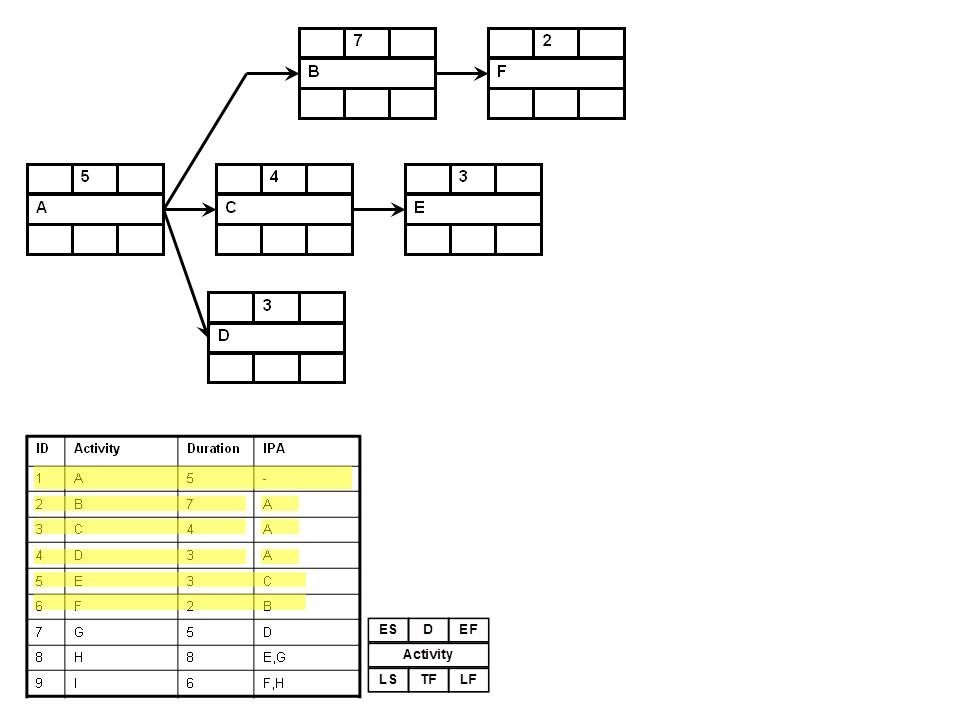 7
B
2
F
5
A
4
C
3
E
3
D
ID Activity Duration IPA
1 A 5 -
2 B 7 A
3 C 4 A
4 D 3 A
5 E 3 C
6 F 2 B
7 G 5 D
8 H 8 E,G
9 I 6 F,H
ES D EF
Activity
LS TF LF